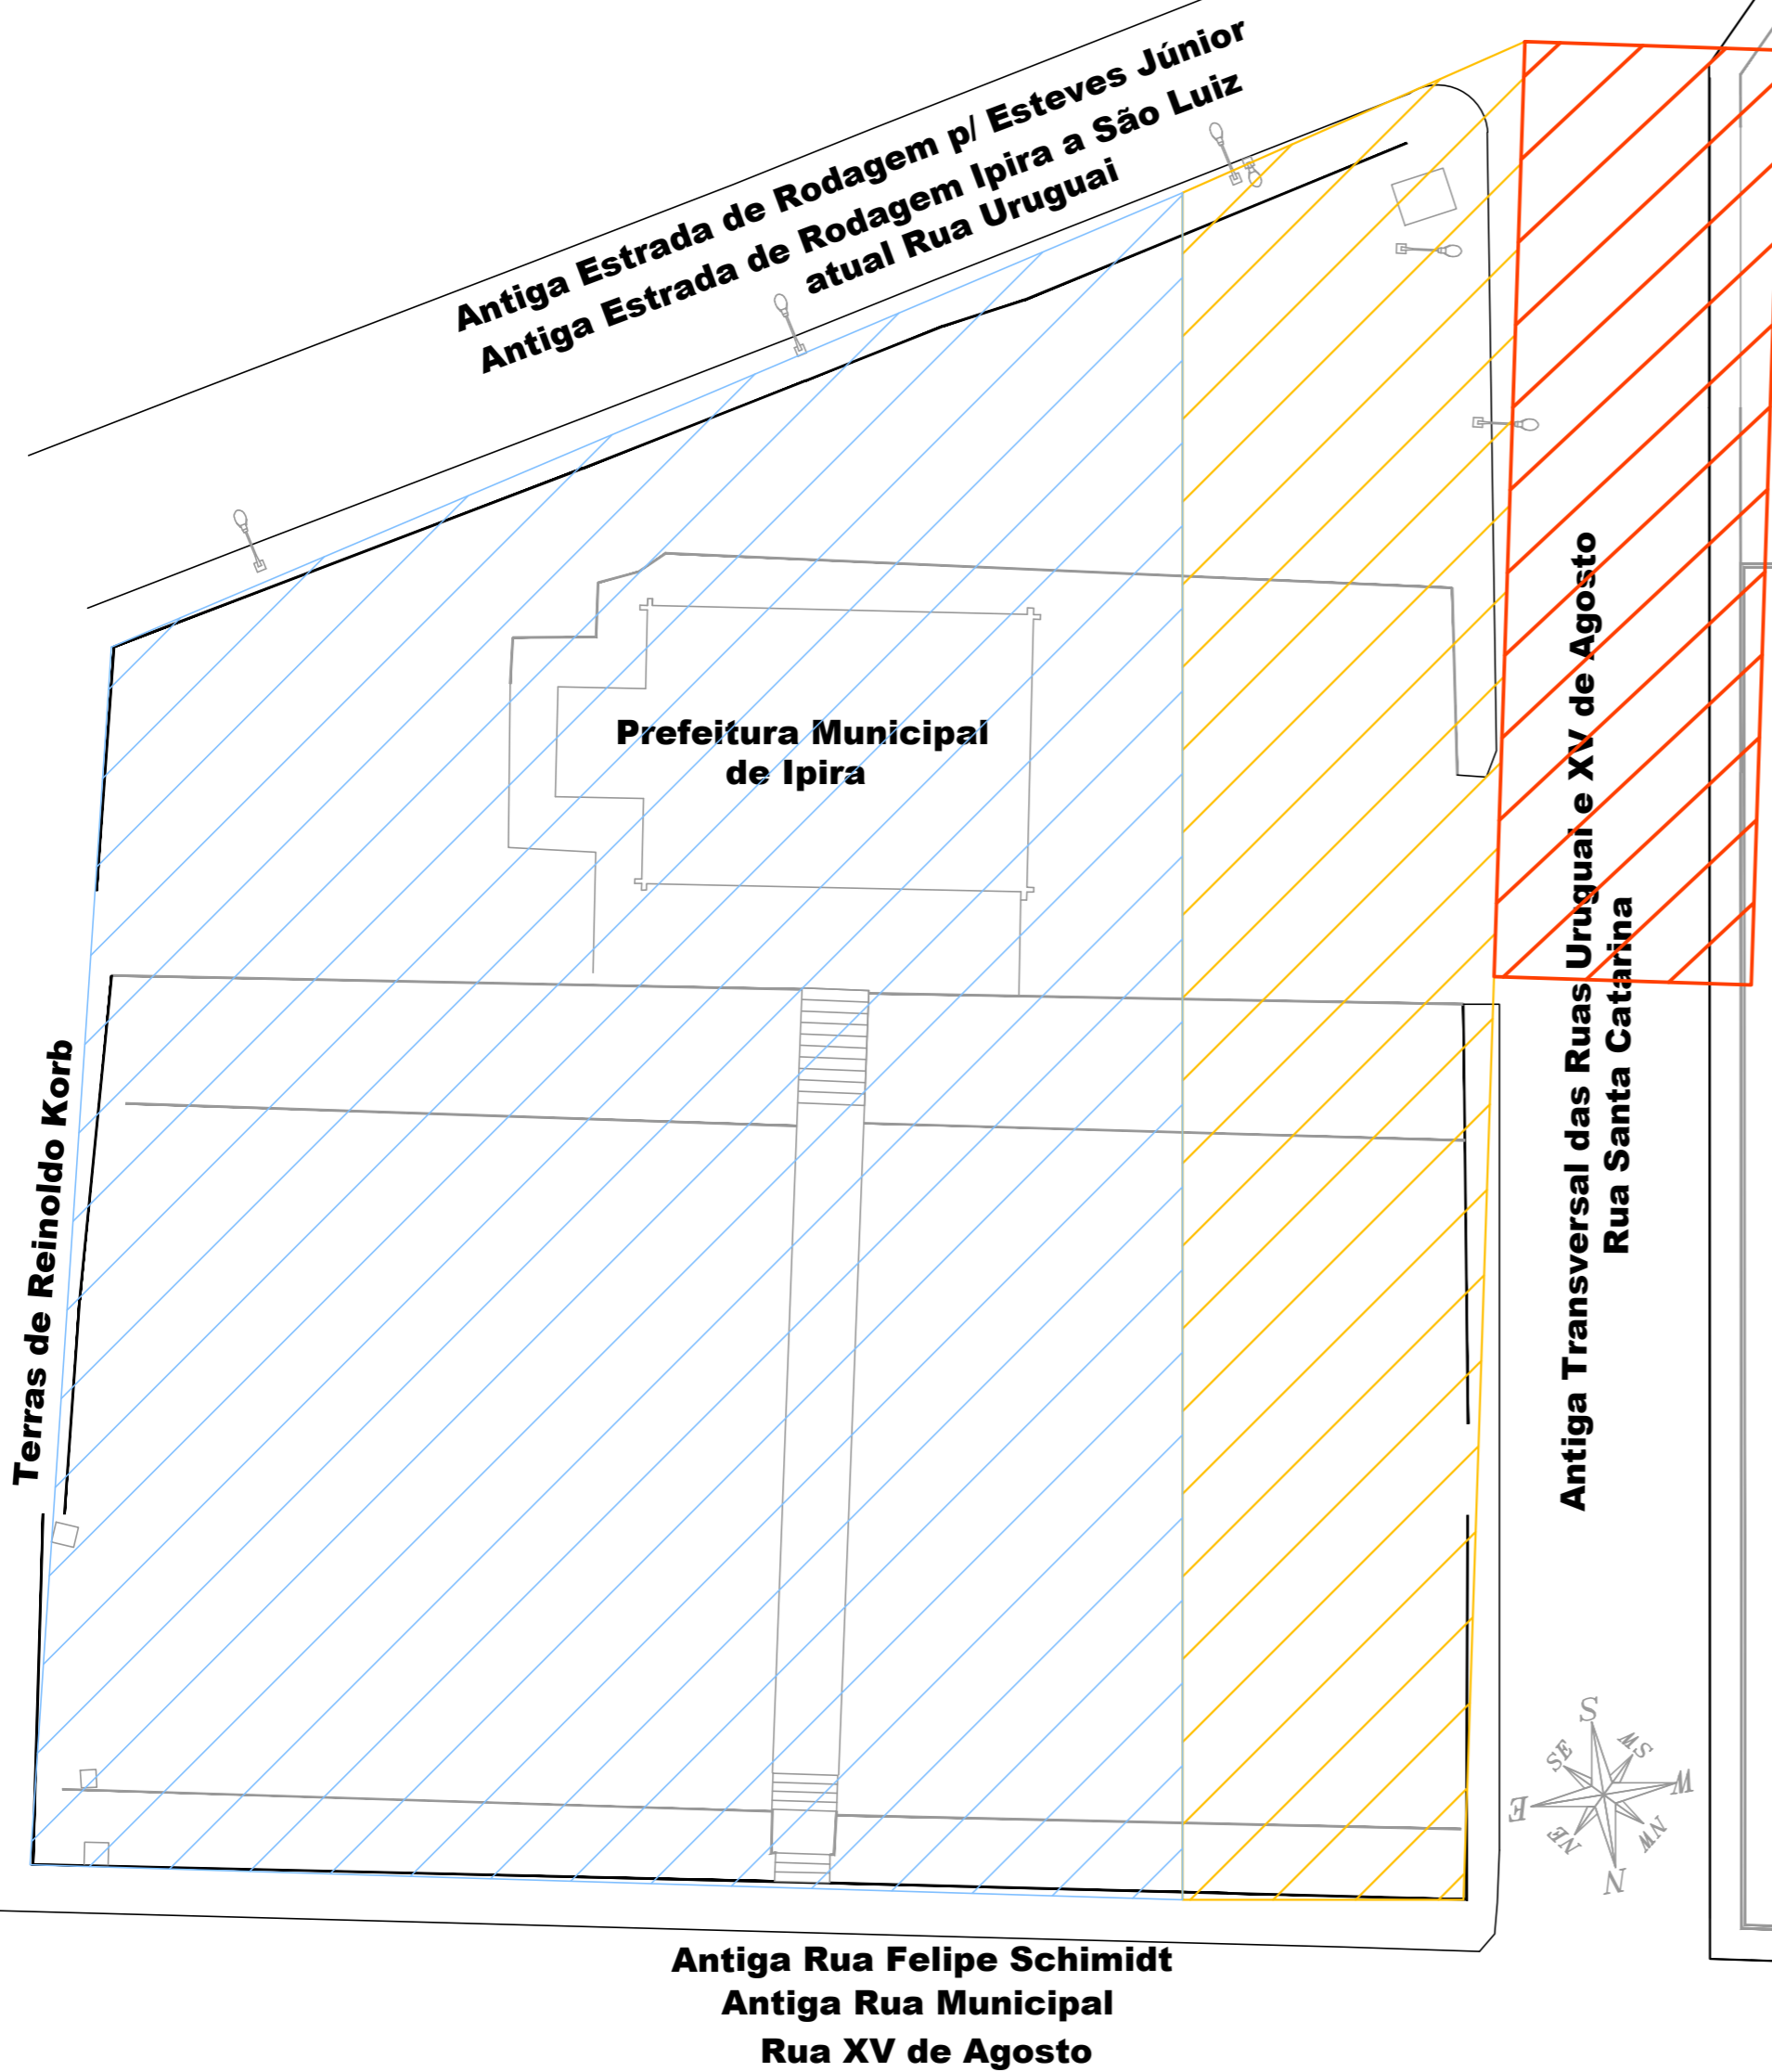 Antiga Estrada de Rodagem p/ Esteves Júnior
Antiga Estrada de Rodagem Ipira a São Luiz
atual Rua Uruguai
Prefeitura Municipal
de Ipira
Terras de Reinoldo Korb
Antiga Transversal das Ruas Uruguai e XV de Agosto
Rua Santa Catarina
S
SE
SW
E
W
NE
NW
N
Antiga Rua Felipe Schimidt
Antiga Rua Municipal
Rua XV de Agosto